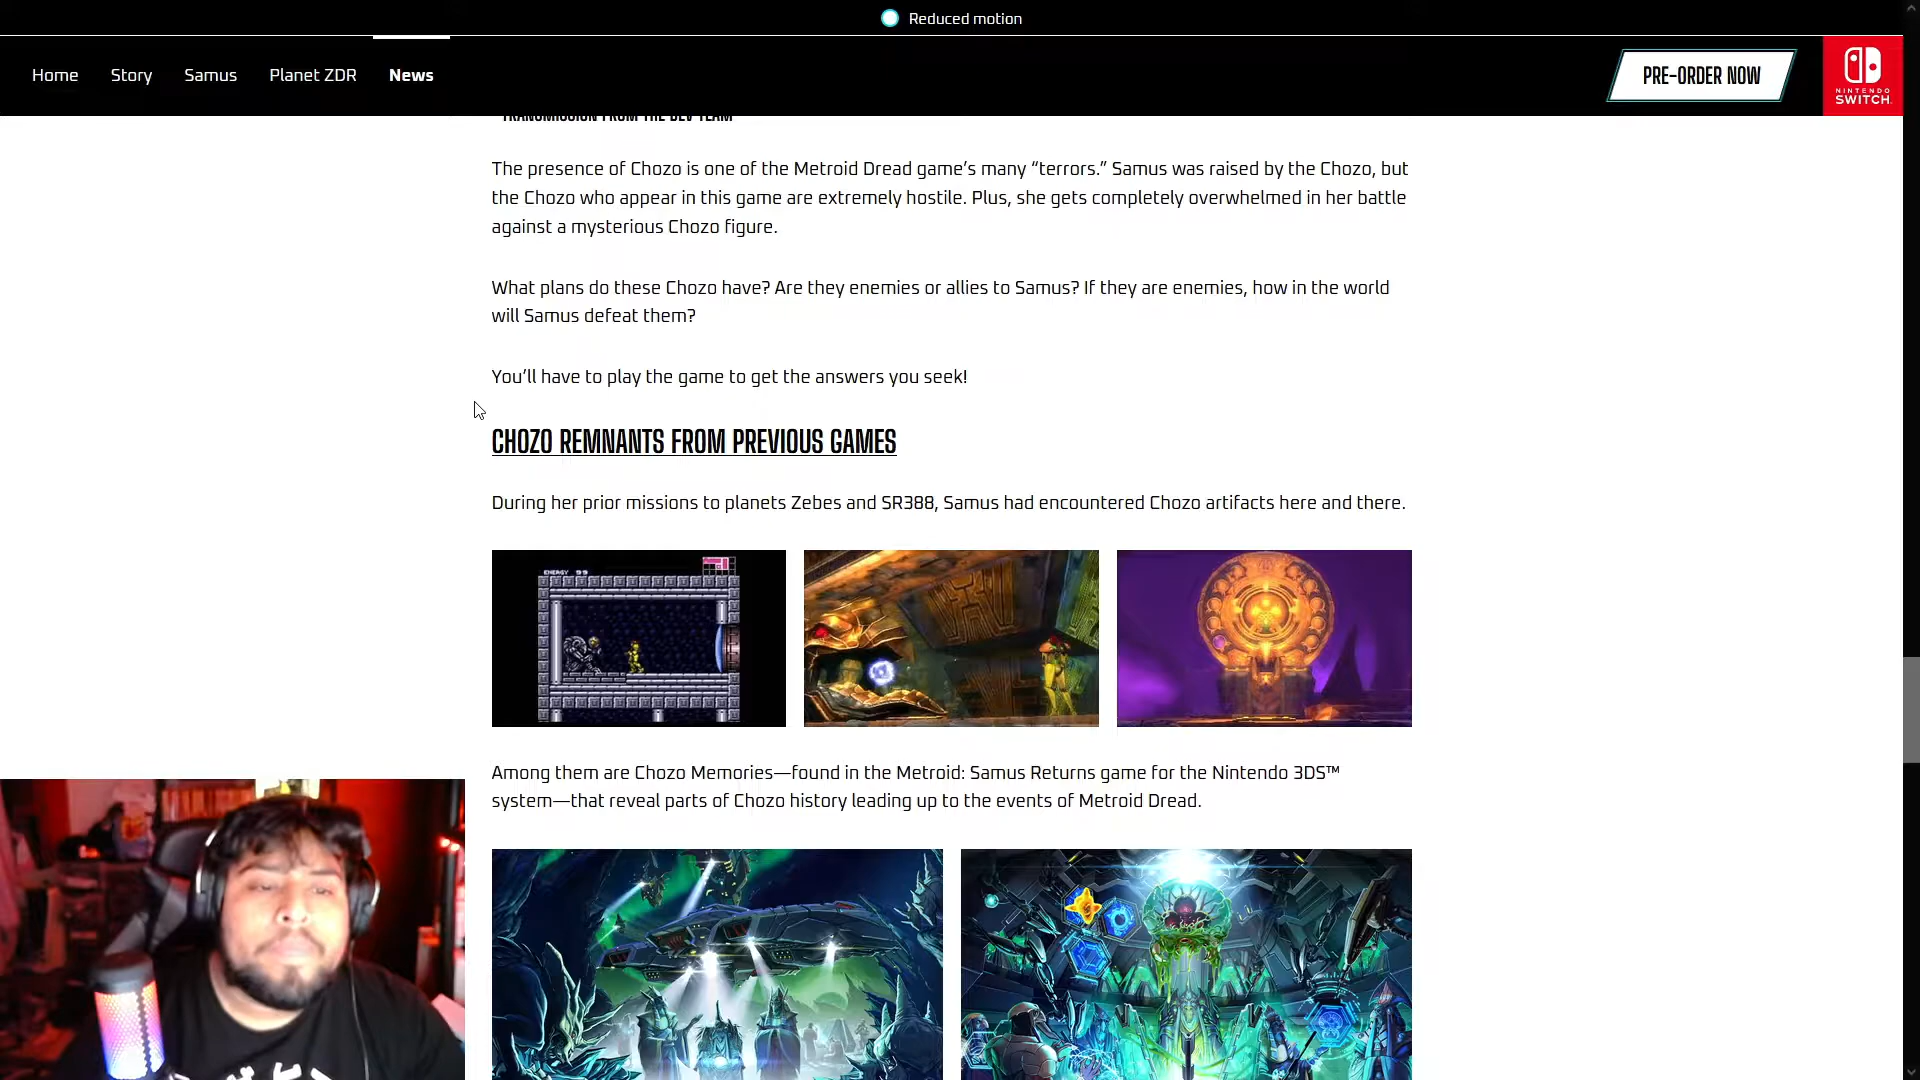 Reduced motion
Home Story Samus Planet ZDR News
PRE-ORDER NOW
NINTENDO
SWITCH
TRANSMISSION FROM THE DEV TEAM
The presence of Chozo is one of the Metroid Dread game’s many “terrors.” Samus was raised by the Chozo, but
the Chozo who appear in this game are extremely hostile. Plus, she gets completely overwhelmed in her battle
against a mysterious Chozo figure.
What plans do these Chozo have? Are they enemies or allies to Samus? If they are enemies, how in the world
will Samus defeat them?
You’ll have to play the game to get the answers you seek!
CHOZO REMNANTS FROM PREVIOUS GAMES
During her prior missions to planets Zebes and SR388, Samus had encountered Chozo artifacts here and there.
ENERGY 99
Among them are Chozo Memories—found in the Metroid: Samus Returns game for the Nintendo 3DS™
system—that reveal parts of Chozo history leading up to the events of Metroid Dread.